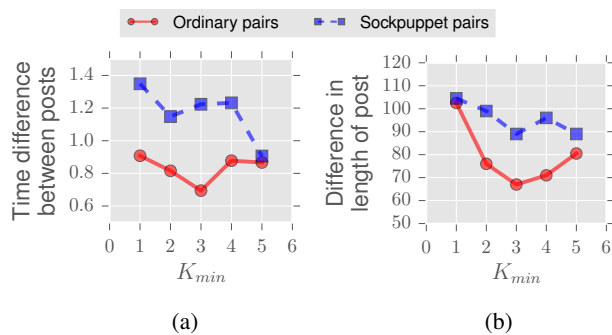 Ordinary pairs Sockpuppet pairs
Time difference
between posts
1.4
1.2
1.0
0.8
0.6
0 1 2 3 4 5 6
K_min
(a)
Difference in
length of post
120
110
100
90
80
70
60
50
0 1 2 3 4 5 6
K_min
(b)